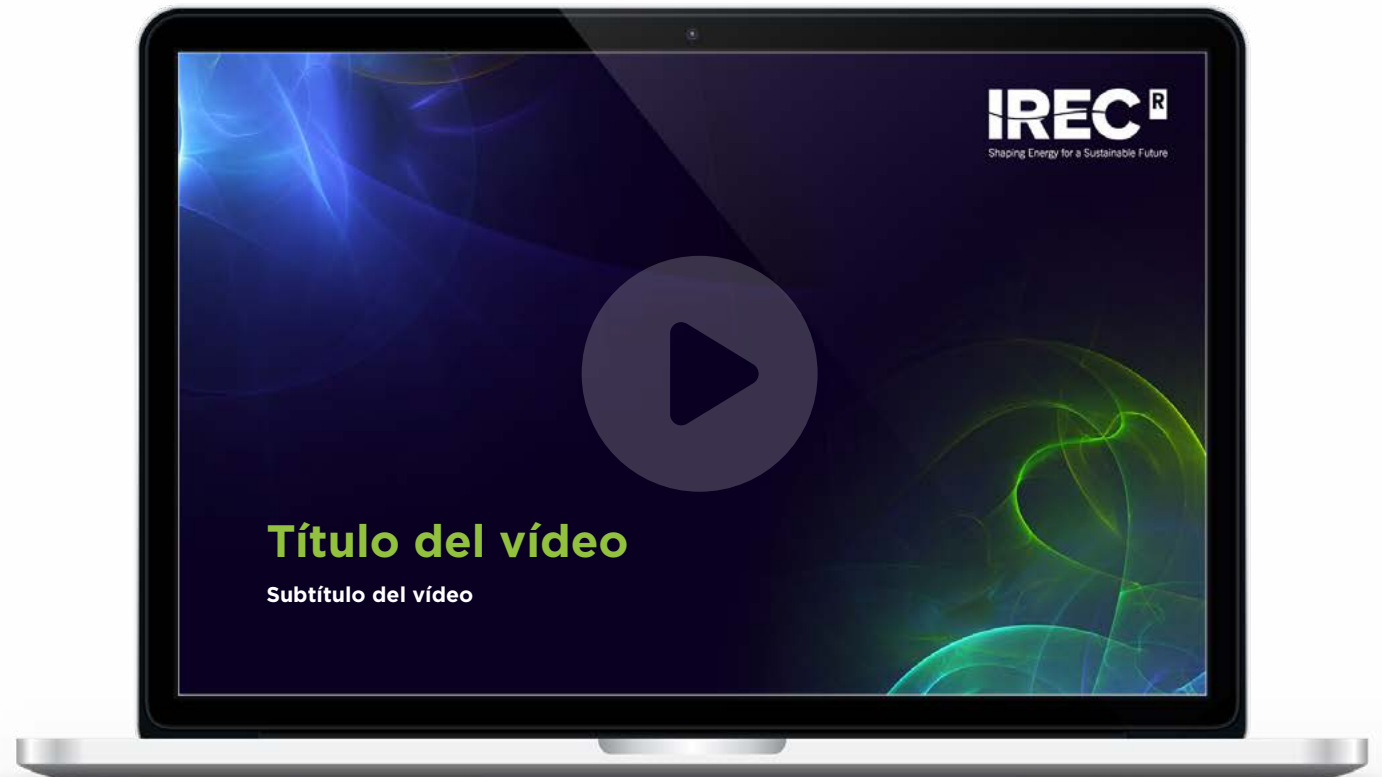 IREC R
Shaping Energy for a Sustainable Future
Título del vídeo
Subtítulo del vídeo